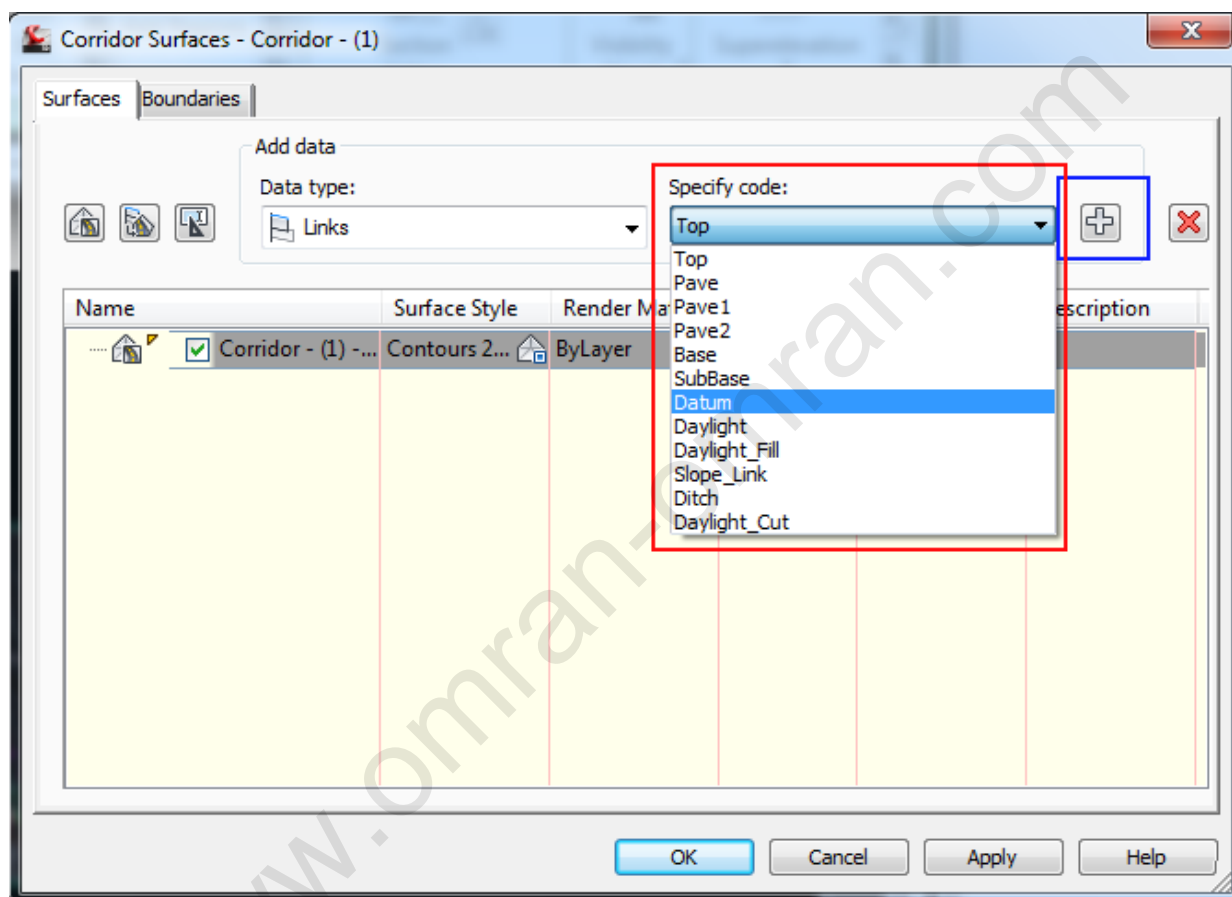 Corridor Surfaces - Corridor - (1)
Surfaces
Boundaries
Add data
Data type:
Specify code:
Links
Top
Top
Pave
Pave1
Pave2
Base
SubBase
Datum
Daylight
Daylight_Fill
Slope_Link
Ditch
Daylight_Cut
Name
Surface Style
Render Ma
escription
Corridor - (1) -...
Contours 2...
ByLayer
OK
Cancel
Apply
Help
w.omran-omran.com